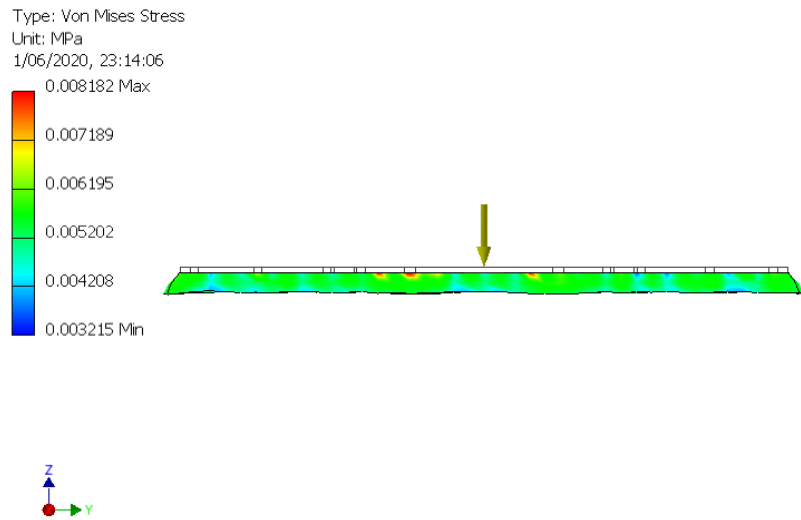 Type: Von Mises Stress
Unit: MPa
1/06/2020, 23:14:06
0.008182 Max
0.007189
0.006195
0.005202
0.004208
0.003215 Min
Z
Y